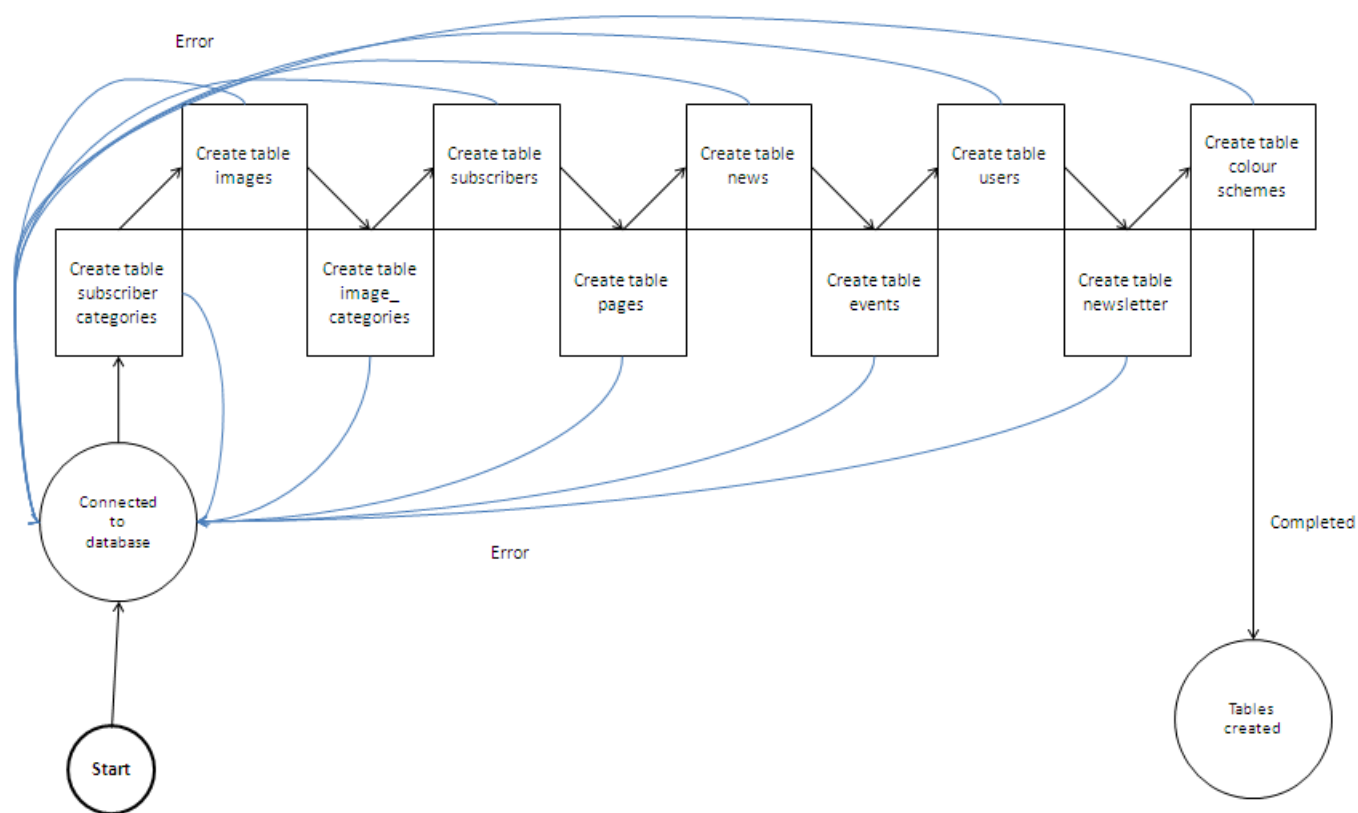 Error
Create table
images
Create table
subscribers
Create table
news
Create table
users
Create table
colour
schemes
Create table
subscriber
categories
Create table
image_
categories
Create table
pages
Create table
events
Create table
newsletter
Connected
to
database
Error
Completed
Tables
created
Start